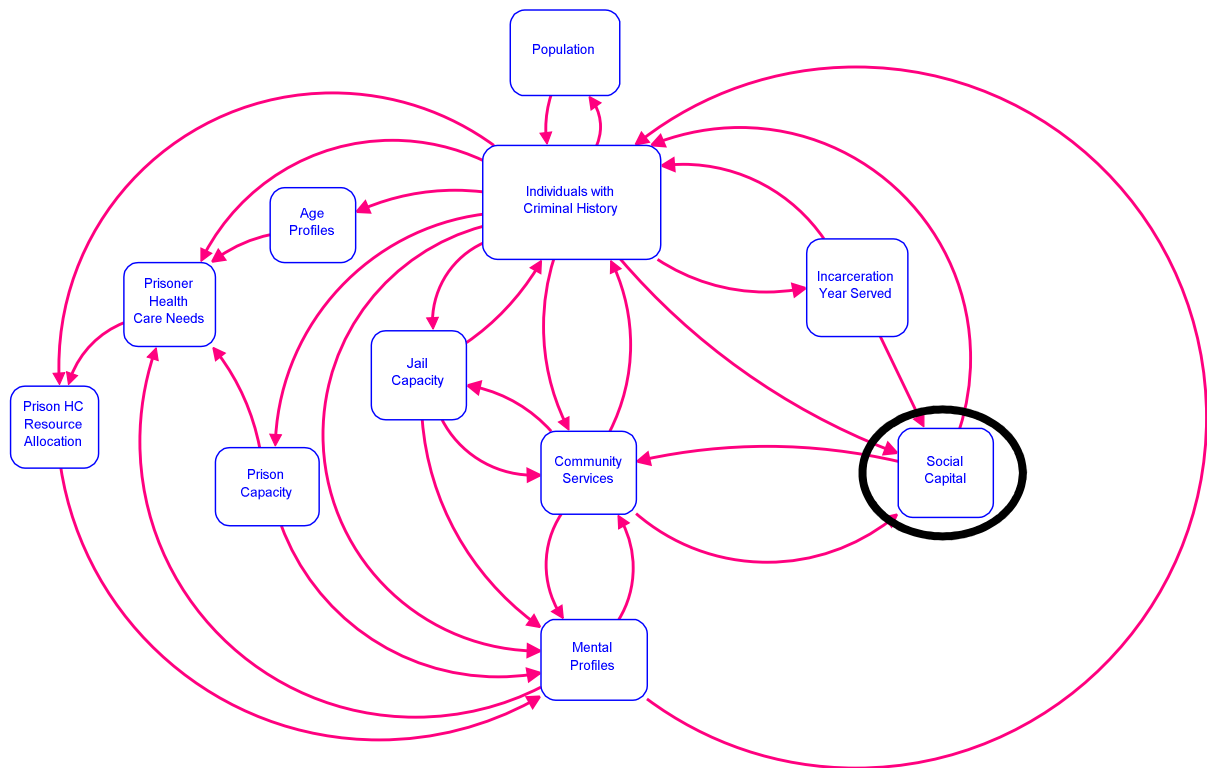 Population
Individuals with
Criminal History
Age
Profiles
Prisoner
Health
Care Needs
Incarceration
Year Served
Jail
Capacity
Prison HC
Resource
Allocation
Prison
Capacity
Community
Services
Social
Capital
Mental
Profiles